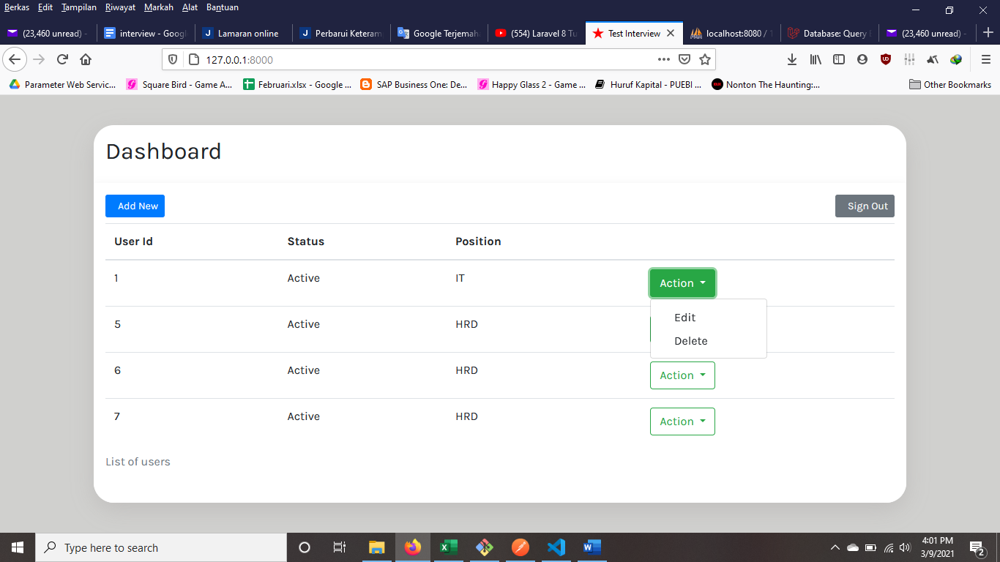 Berkas Edit Tampilan Riwayat Markah Alat Bantuan
(23,460 unread) - interview - Googl Lamaran online Perbarui Keteram Google Terjemaha (554) Laravel 8 Tu Test Interview localhost:8080 / 1 Database: Query (23,460 unread) -
127.0.0.1:8000
Parameter Web Servic... Square Bird - Game A... Februari.xlsx - Google ... SAP Business One: De... Happy Glass 2 - Game ... Huruf Kapital - PUEBI ... Nonton The Haunting:... Other Bookmarks
Dashboard
Add New Sign Out
User Id Status Position
1 Active IT Action
Edit
5 Active HRD
Delete
6 Active HRD Action
7 Active HRD Action
List of users
Type here to search
4:01 PM
3/9/2021
2